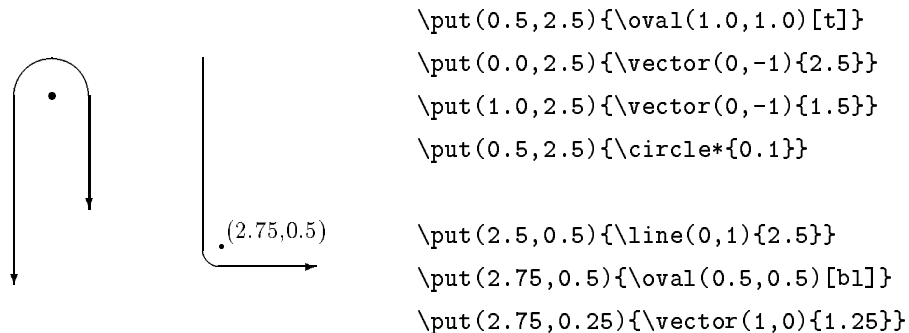 \put(0.5,2.5){\oval(1.0,1.0)[t]}
\put(0.0,2.5){\vector(0,-1){2.5}}
\put(1.0,2.5){\vector(0,-1){1.5}}
\put(0.5,2.5){\circle*{0.1}}
(2.75,0.5)
\put(2.5,0.5){\line(0,1){2.5}}
\put(2.75,0.5){\oval(0.5,0.5)[bl]}
\put(2.75,0.25){\vector(1,0){1.25}}